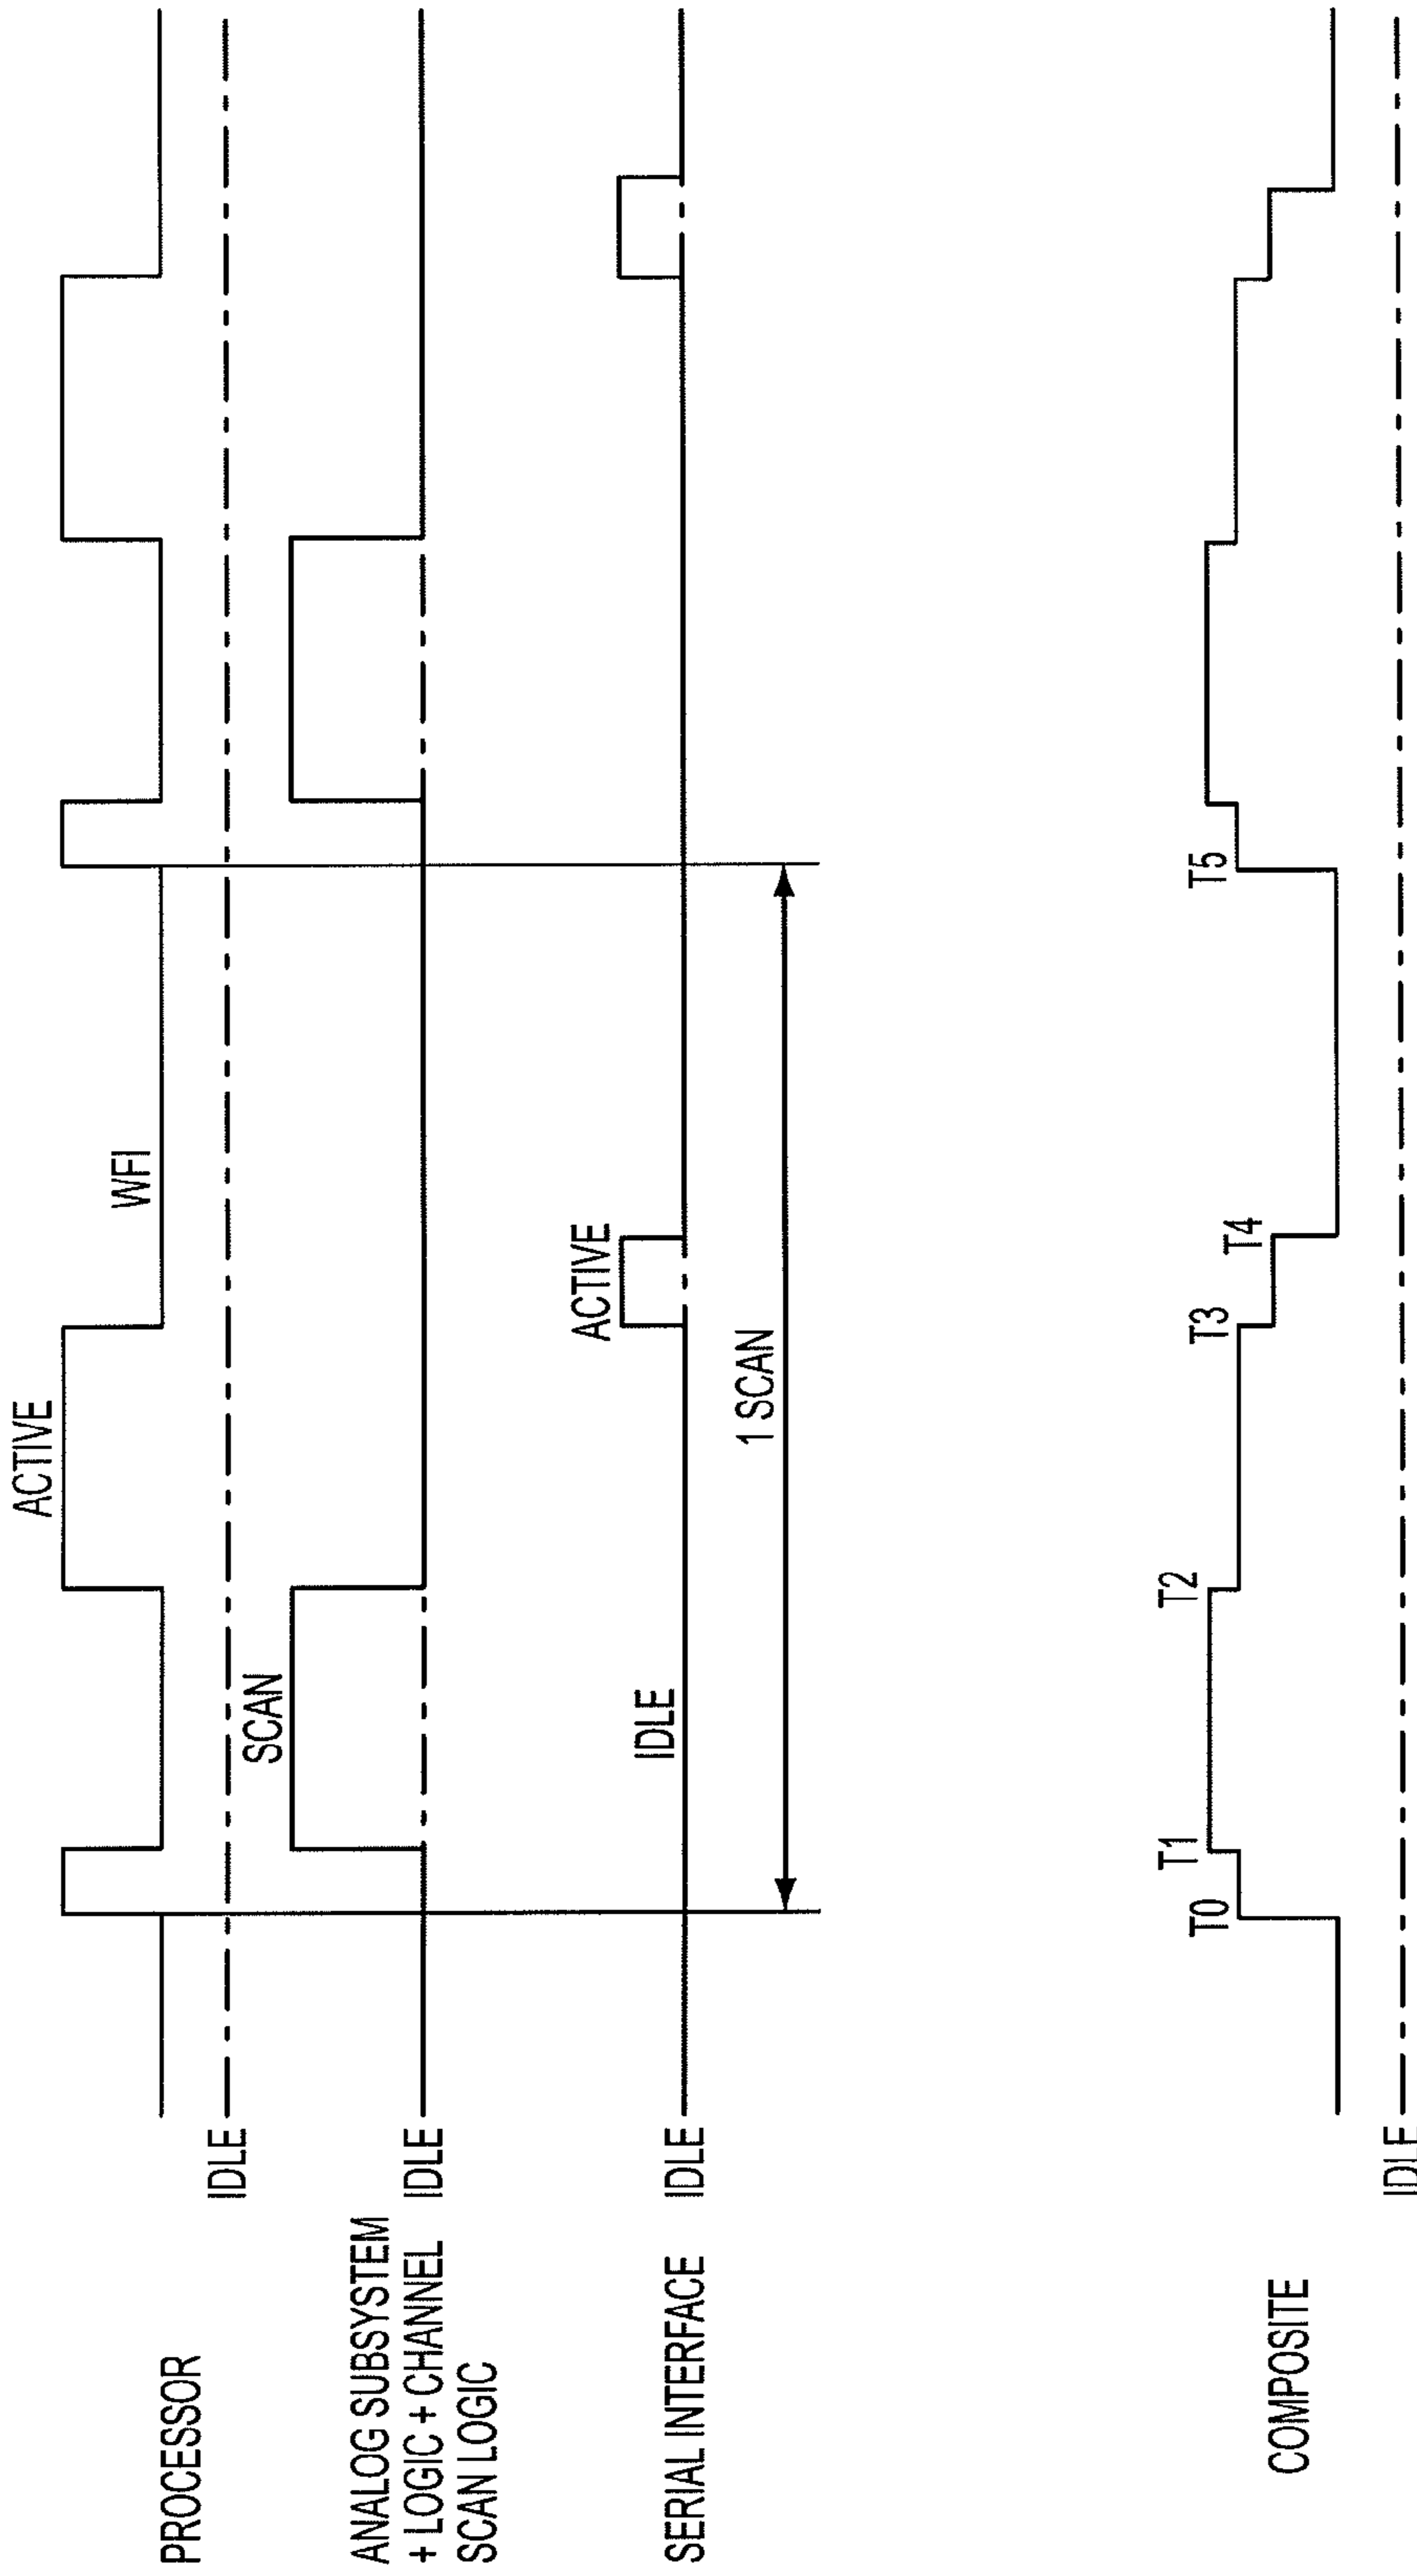 PROCESSOR
IDLE
ACTIVE
WFI
ANALOG SUBSYSTEM
+ LOGIC + CHANNEL
SCAN LOGIC
IDLE
SCAN
SERIAL INTERFACE
IDLE
IDLE
ACTIVE
1 SCAN
COMPOSITE
IDLE
T0
T1
T2
T3
T4
T5